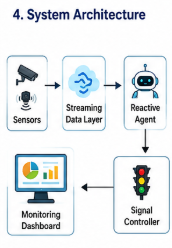 4. System Architecture
Sensors
Streaming
Data Layer
Reactive
Agent
Monitoring
Dashboard
Signal
Controller